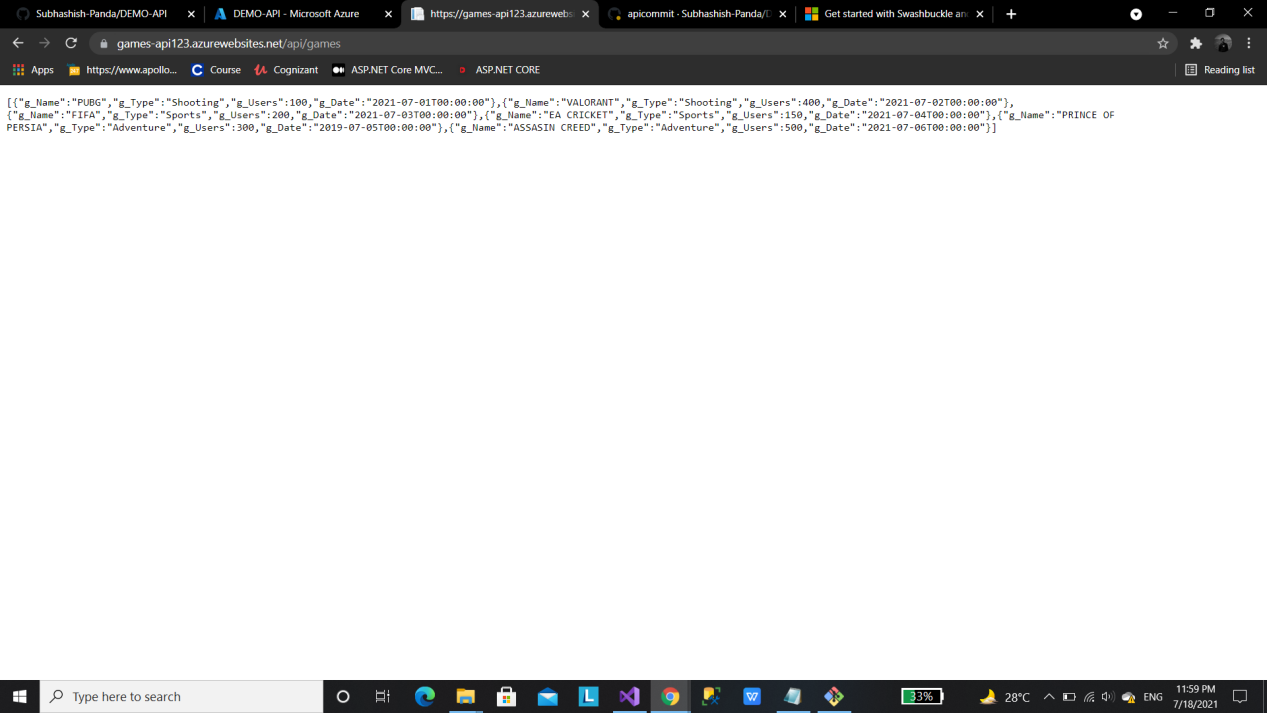 Subhashish-Panda/DEMO-API
DEMO-API - Microsoft Azure
https://games-api123.azurewebsi
apicommit · Subhashish-Panda/D
Get started with Swashbuckle an
games-api123.azurewebsites.net/api/games
Apps
https://www.apollo...
Course
Cognizant
ASP.NET Core MVC...
ASP.NET CORE
Reading list
[{"g_Name":"PUBG","g_Type":"Shooting","g_Users":100,"g_Date":"2021-07-01T00:00:00"},{"g_Name":"VALORANT","g_Type":"Shooting","g_Users":400,"g_Date":"2021-07-02T00:00:00"},
{"g_Name":"FIFA","g_Type":"Sports","g_Users":200,"g_Date":"2021-07-03T00:00:00"},{"g_Name":"EA CRICKET","g_Type":"Sports","g_Users":150,"g_Date":"2021-07-04T00:00:00"},{"g_Name":"PRINCE OF
PERSIA","g_Type":"Adventure","g_Users":300,"g_Date":"2019-07-05T00:00:00"},{"g_Name":"ASSASIN CREED","g_Type":"Adventure","g_Users":500,"g_Date":"2021-07-06T00:00:00"}]
Type here to search
33%
28°C
ENG
11:59 PM
7/18/2021